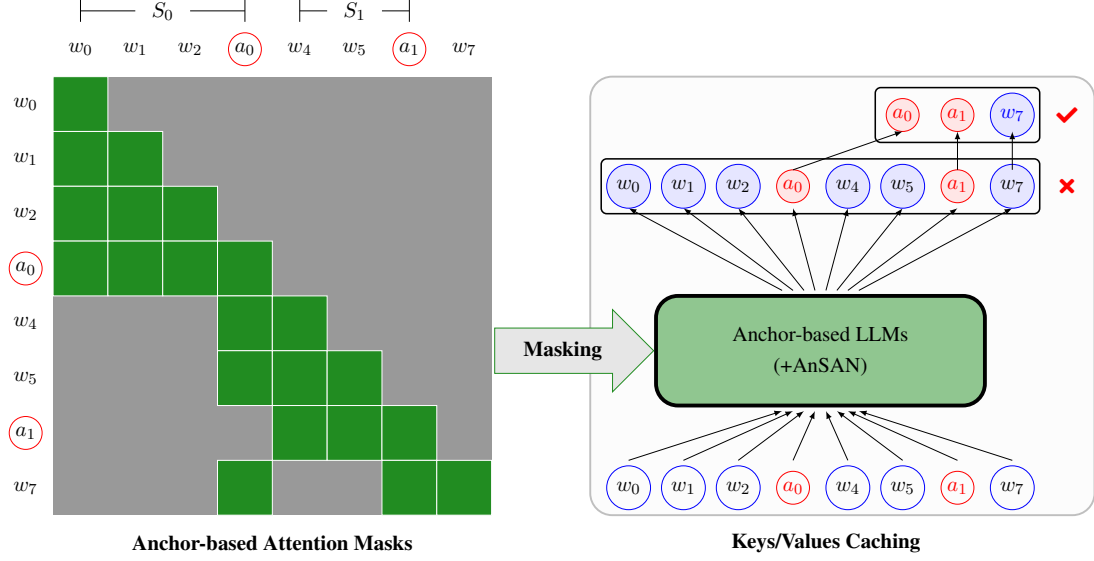 S0 S1
w0 w1 w2 a0 w4 w5 a1 w7
w0
w1
w2
a0
w4
w5
a1
w7
Anchor-based Attention Masks
Masking
a0 a1 w7
w0 w1 w2 a0 w4 w5 a1 w7
Anchor-based LLMs
(+AnSAN)
w0 w1 w2 a0 w4 w5 a1 w7
Keys/Values Caching